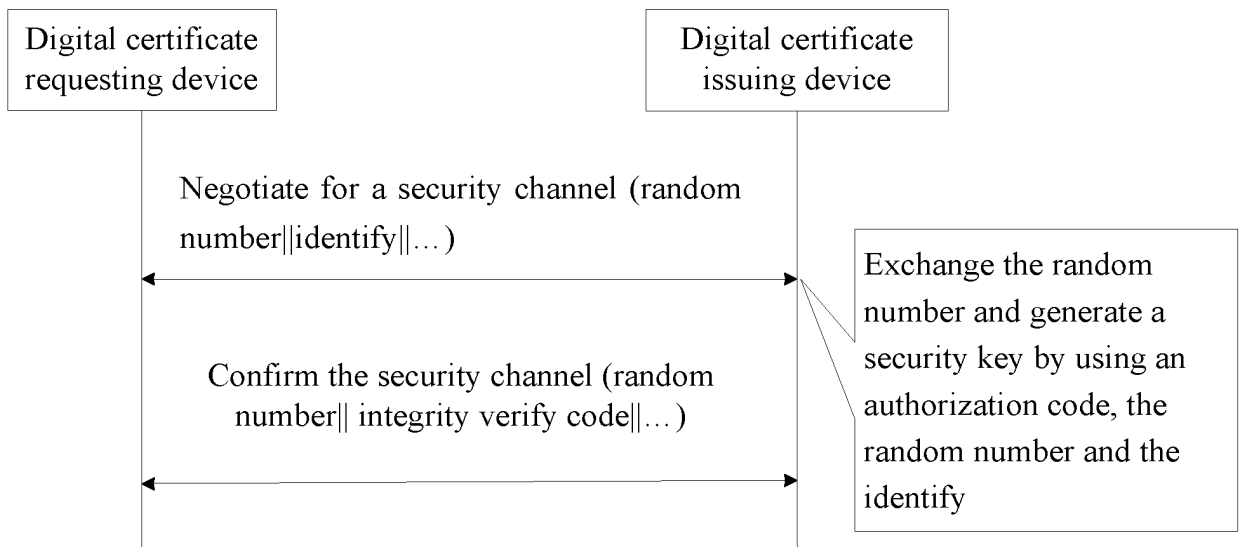 Digital certificate
requesting device
Digital certificate
issuing device
Negotiate for a security channel (random
number||identify||...)
Exchange the random
number and generate a
security key by using an
authorization code, the
random number and the
identify
Confirm the security channel (random
number|| integrity verify code||...)